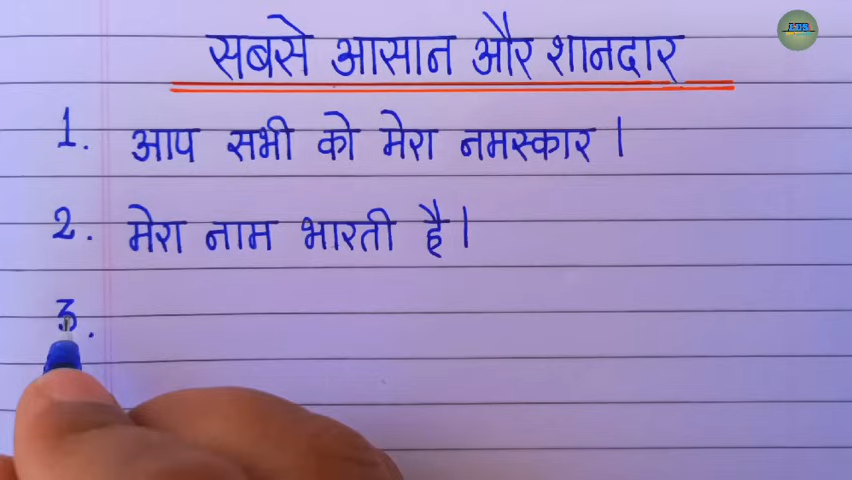 सबसे आसान और शानदार
1. आप सभी को मेरा नमस्कार।
2. मेरा नाम भारती है।
3.